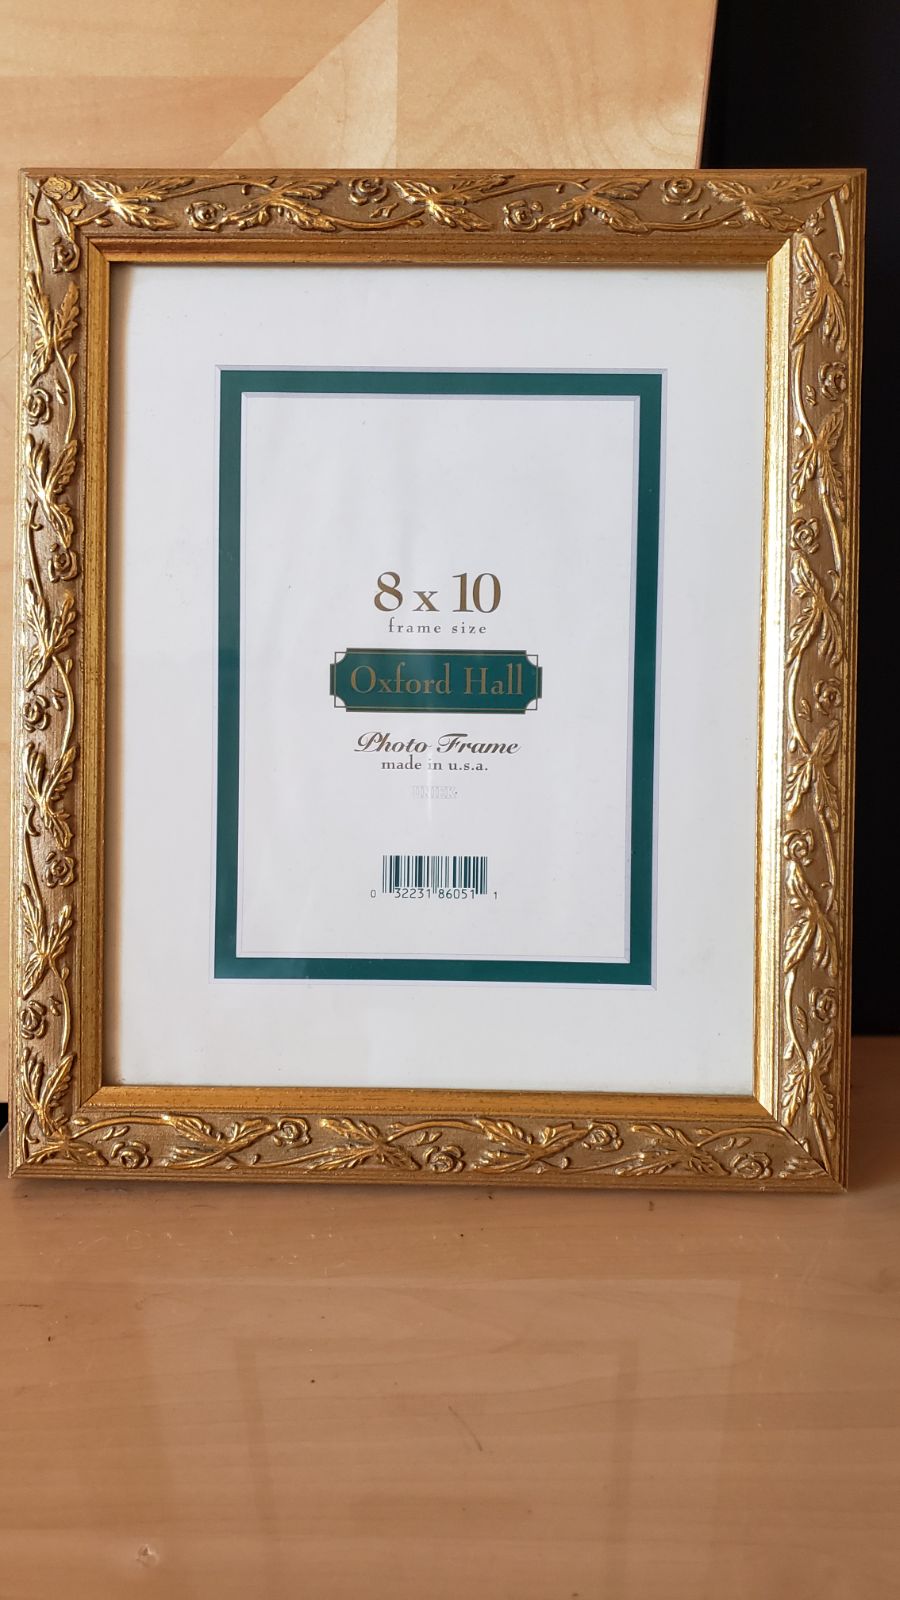 8 x 10
frame size
Oxford Hall
Photo Frame
made in u.s.a.
0 32231 86051 1